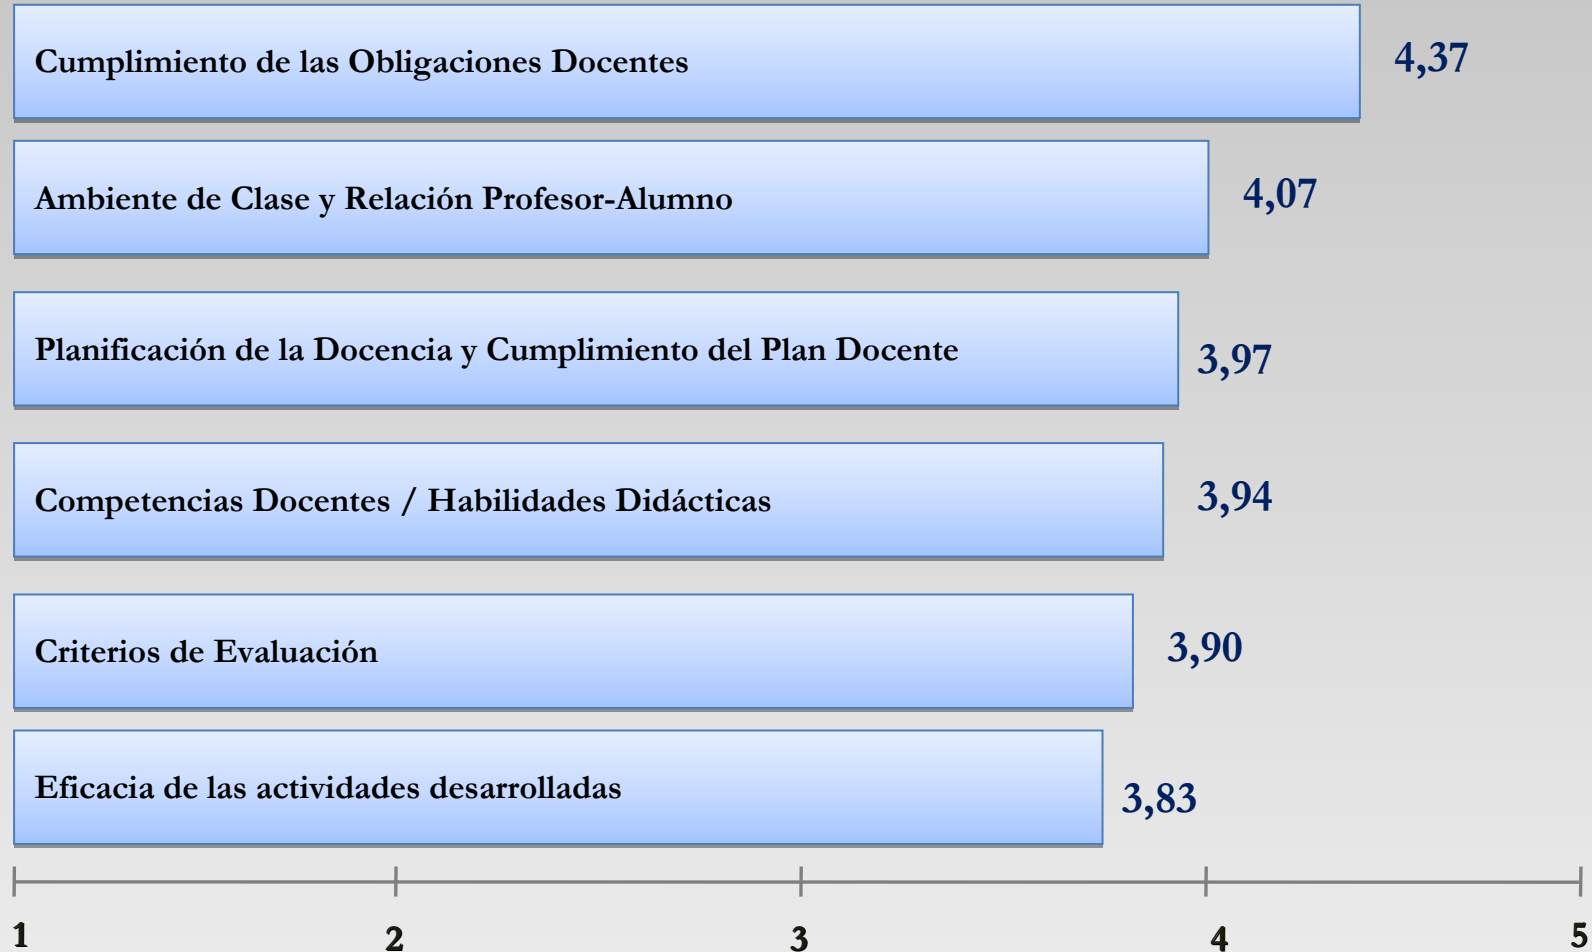 Cumplimiento de las Obligaciones Docentes 4,37
Ambiente de Clase y Relación Profesor-Alumno 4,07
Planificación de la Docencia y Cumplimiento del Plan Docente 3,97
Competencias Docentes / Habilidades Didácticas 3,94
Criterios de Evaluación 3,90
Eficacia de las actividades desarrolladas 3,83
1 2 3 4 5